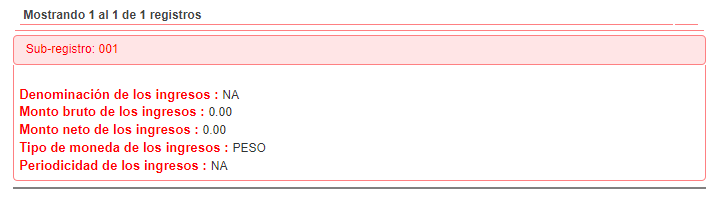 Mostrando 1 al 1 de 1 registros
Sub-registro: 001
Denominación de los ingresos : NA
Monto bruto de los ingresos : 0.00
Monto neto de los ingresos : 0.00
Tipo de moneda de los ingresos : PESO
Periodicidad de los ingresos : NA